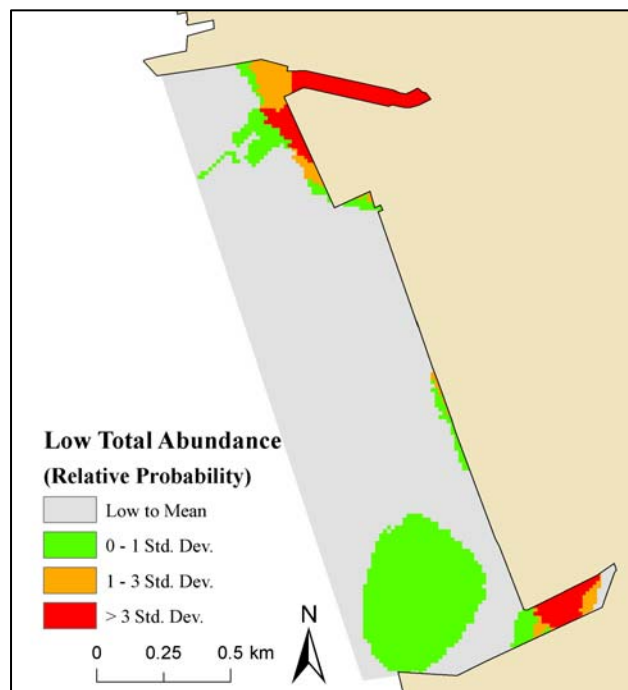 Low Total Abundance
(Relative Probability)
Low to Mean
0 - 1 Std. Dev.
1 - 3 Std. Dev.
> 3 Std. Dev.
N
0 0.25 0.5 km